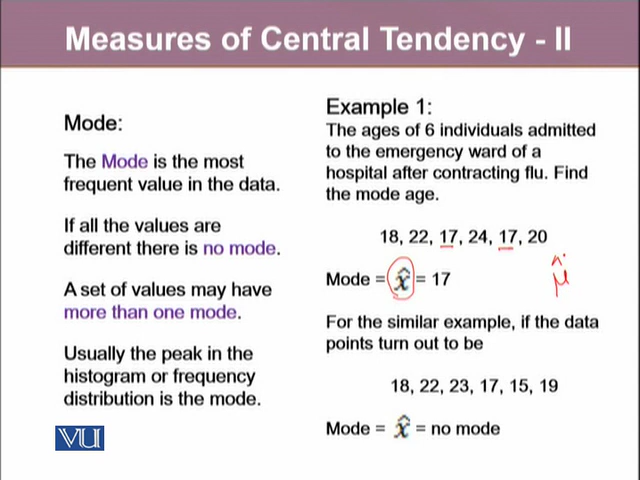 Measures of Central Tendency - II
Mode:
The Mode is the most
frequent value in the data.
If all the values are
different there is no mode.
A set of values may have
more than one mode.
Usually the peak in the
histogram or frequency
distribution is the mode.
VU
Example 1:
The ages of 6 individuals admitted
to the emergency ward of a
hospital after contracting flu. Find
the mode age.
18, 22, 17, 24, 17, 20
Mode = x̂ = 17
μ̂
For the similar example, if the data
points turn out to be
18, 22, 23, 17, 15, 19
Mode = x̂ = no mode